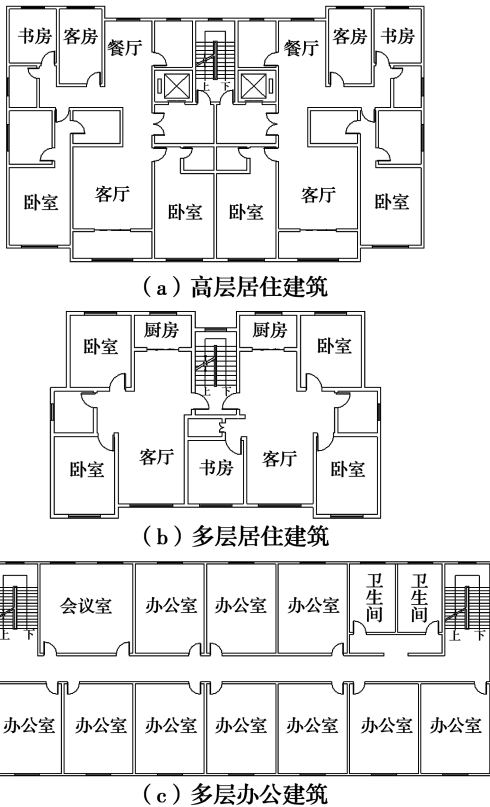 书房 客房 餐厅 餐厅 客房 书房
上 下
卧室 客厅 卧室 卧室 客厅 卧室
（a）高层居住建筑
卧室 厨房 厨房 卧室
上 下
卧室 客厅 书房 客厅 卧室
（b）多层居住建筑
会议室 办公室 办公室 办公室 卫生间 卫生间
上 下 上 下
办公室 办公室 办公室 办公室 办公室 办公室 办公室
（c）多层办公建筑